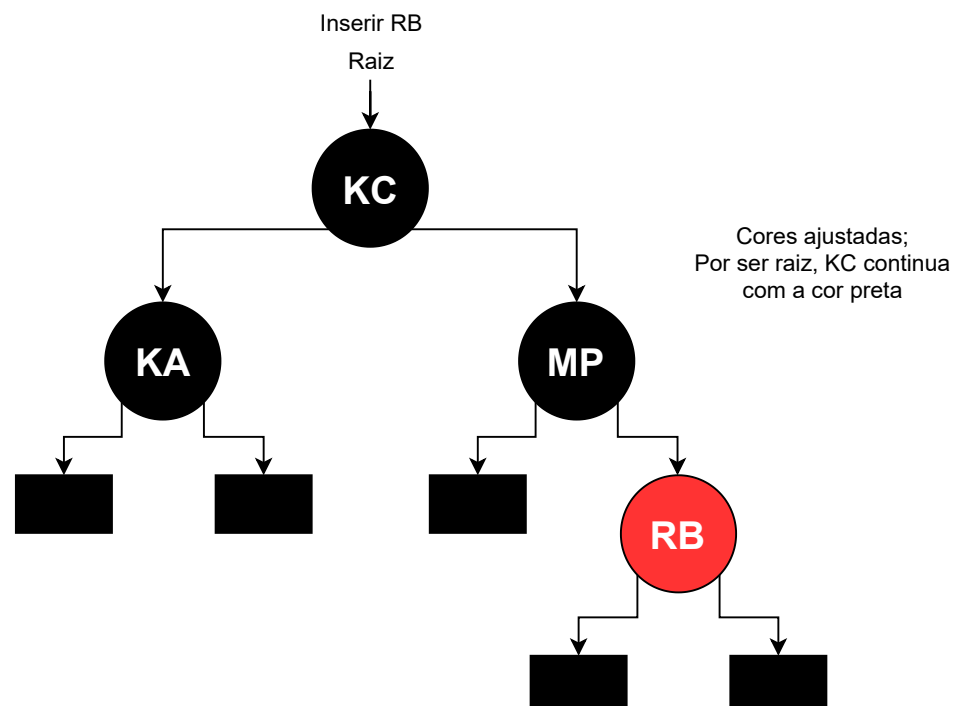 Inserir RB
Raiz
KC
Cores ajustadas;
Por ser raiz, KC continua
com a cor preta
KA
MP
RB